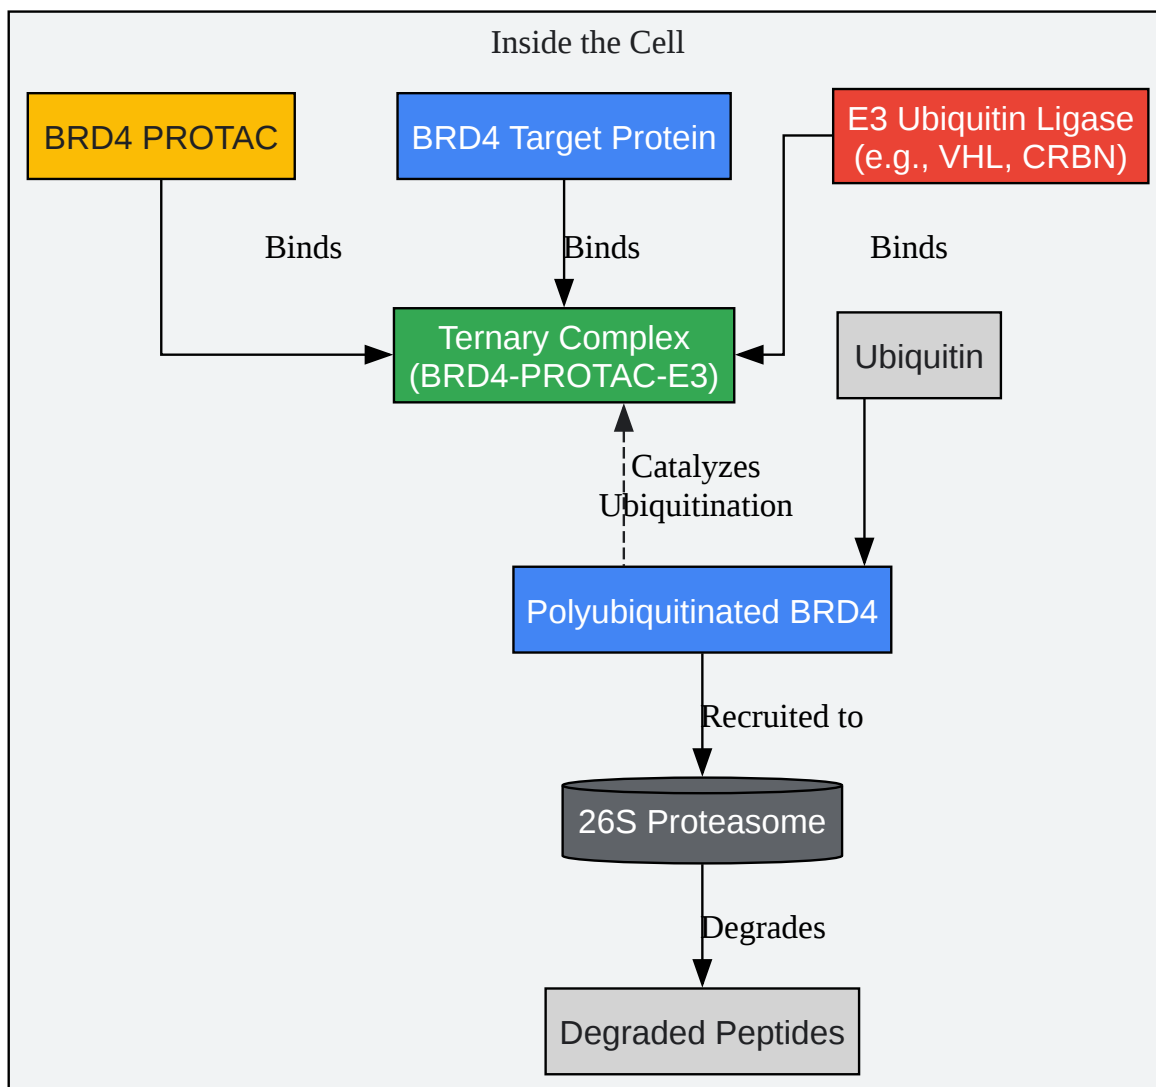 Inside the Cell
BRD4 PROTAC
BRD4 Target Protein
E3 Ubiquitin Ligase
(e.g., VHL, CRBN)
Binds
Binds
Binds
Ternary Complex
(BRD4-PROTAC-E3)
Ubiquitin
Catalyzes
Ubiquitination
Polyubiquitinated BRD4
Recruited to
26S Proteasome
Degrades
Degraded Peptides